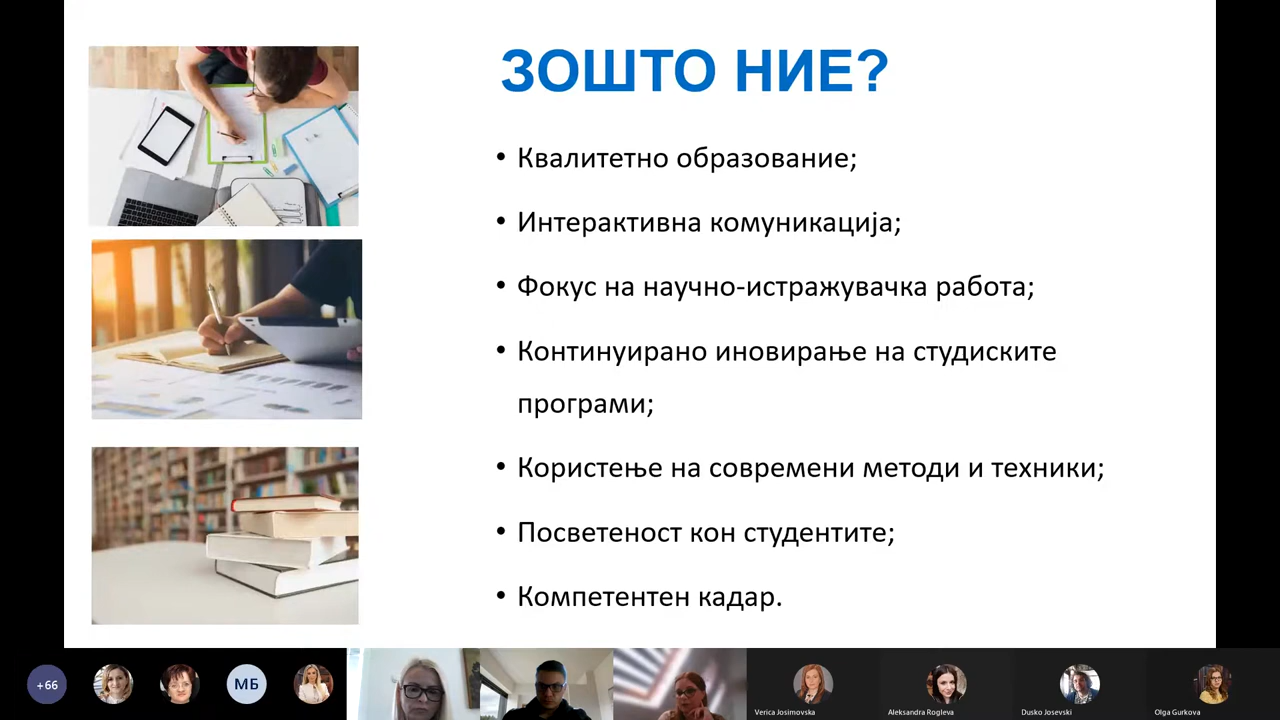 ЗОШТО НИЕ?
• Квалитетно образование;
• Интерактивна комуникација;
• Фокус на научно-истражувачка работа;
• Континуирано иновирање на студиските
програми;
• Користење на современи методи и техники;
• Посветеност кон студентите;
• Компетентен кадар.
+66
МБ
Verica Josimovska
Aleksandra Rogleva
Dusko Josevski
Olga Gurkova